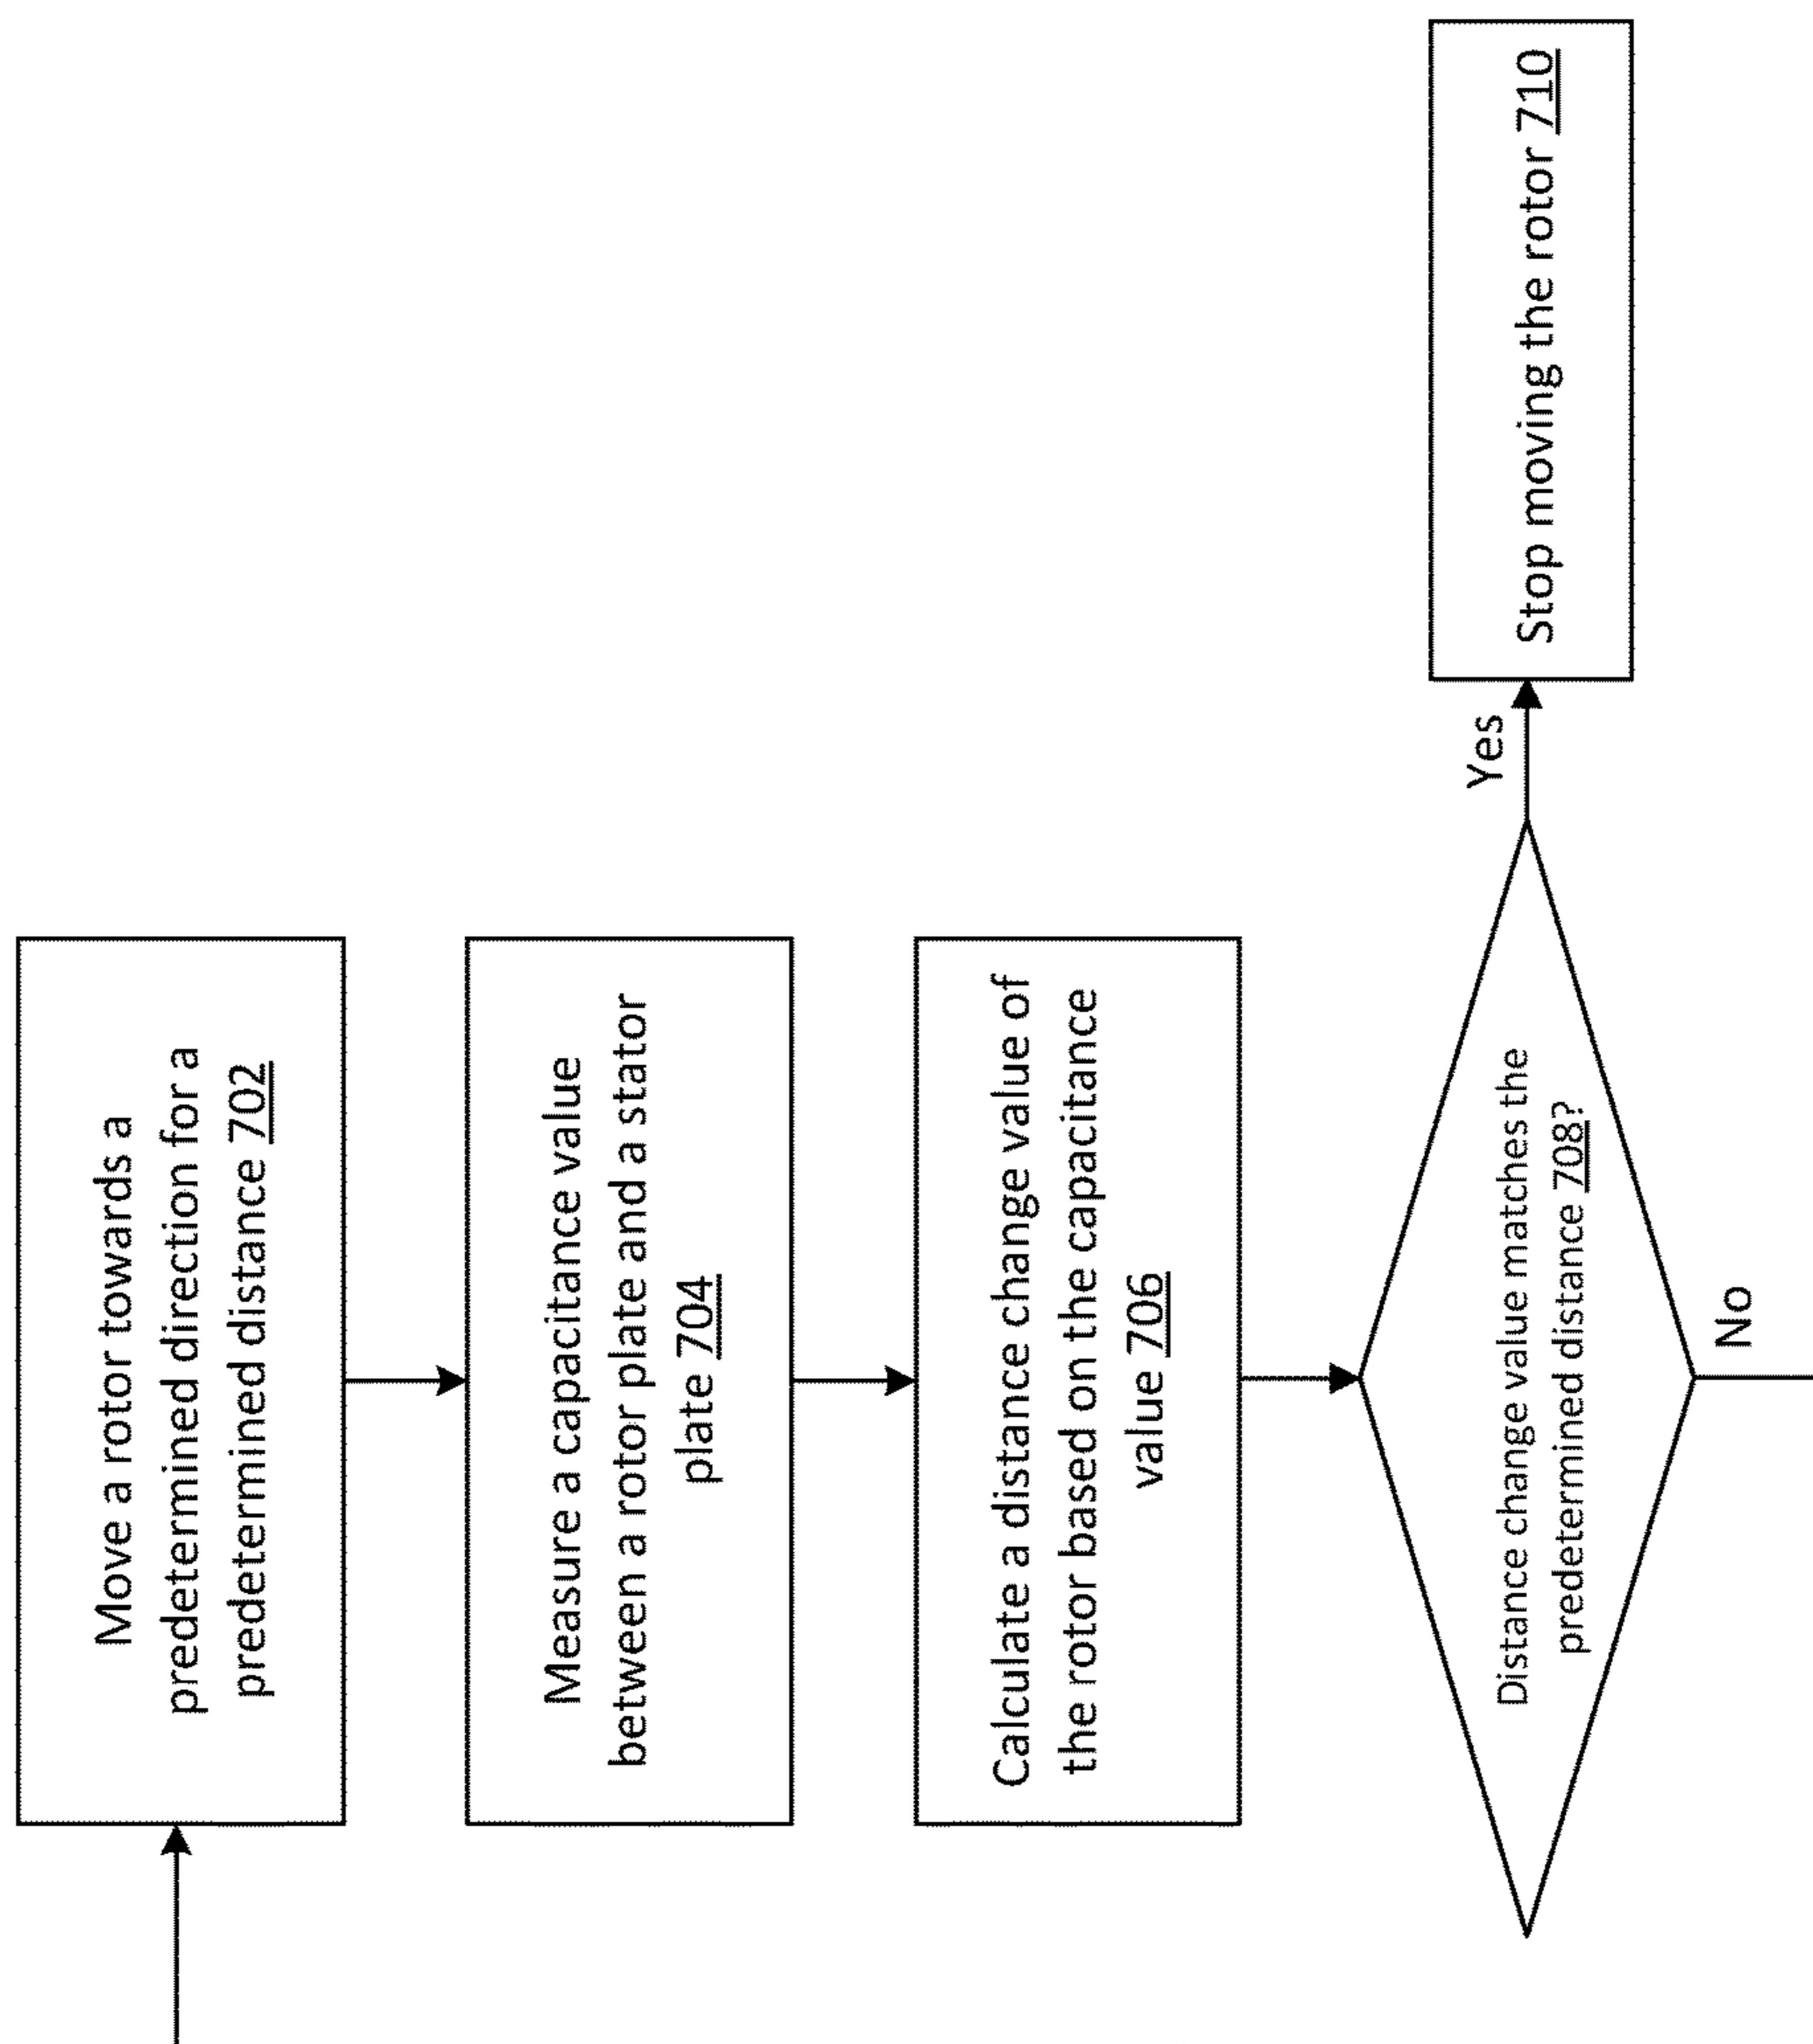 Move a rotor towards a
predetermined direction for a
predetermined distance 702
Measure a capacitance value
between a rotor plate and a stator
plate 704
Calculate a distance change value of
the rotor based on the capacitance
value 706
Distance change value matches the
predetermined distance 708?
Yes
Stop moving the rotor 710
No